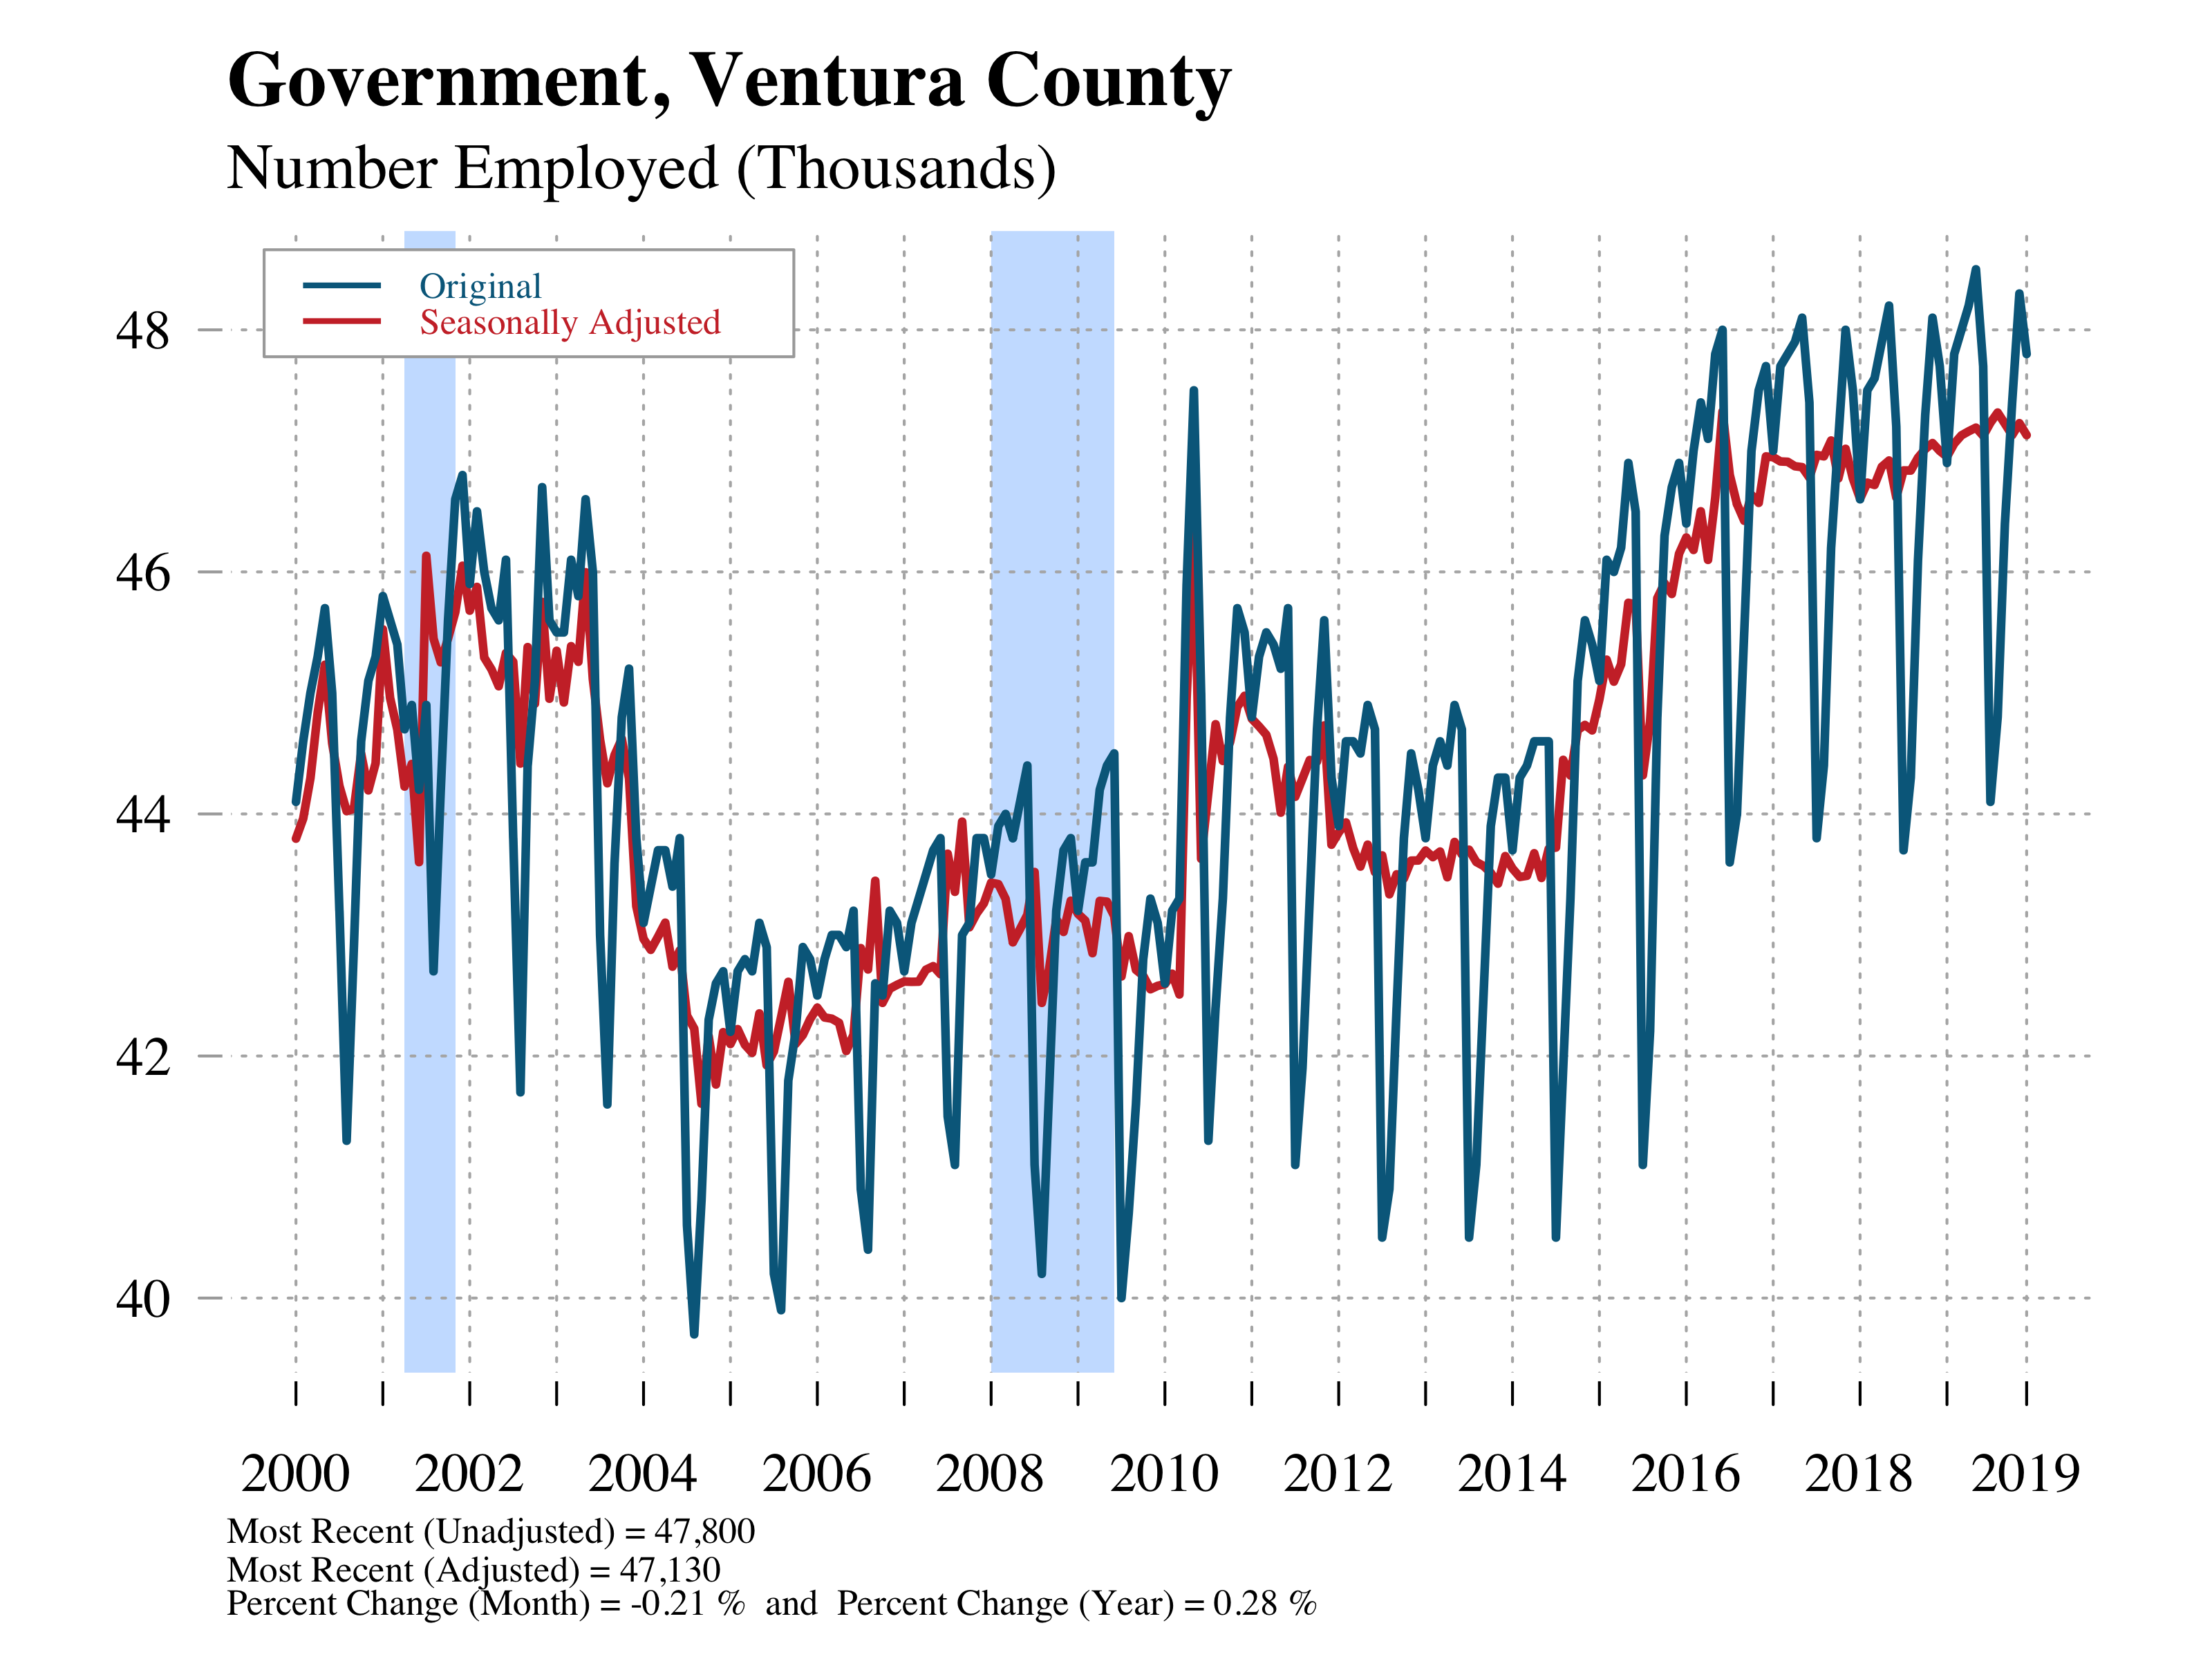 Government, Ventura County
Number Employed (Thousands)
Original
Seasonally Adjusted
48
46
44
42
40
2000 2002 2004 2006 2008 2010 2012 2014 2016 2018 2019
Most Recent (Unadjusted) = 47,800
Most Recent (Adjusted) = 47,130
Percent Change (Month) = -0.21 % and Percent Change (Year) = 0.28 %